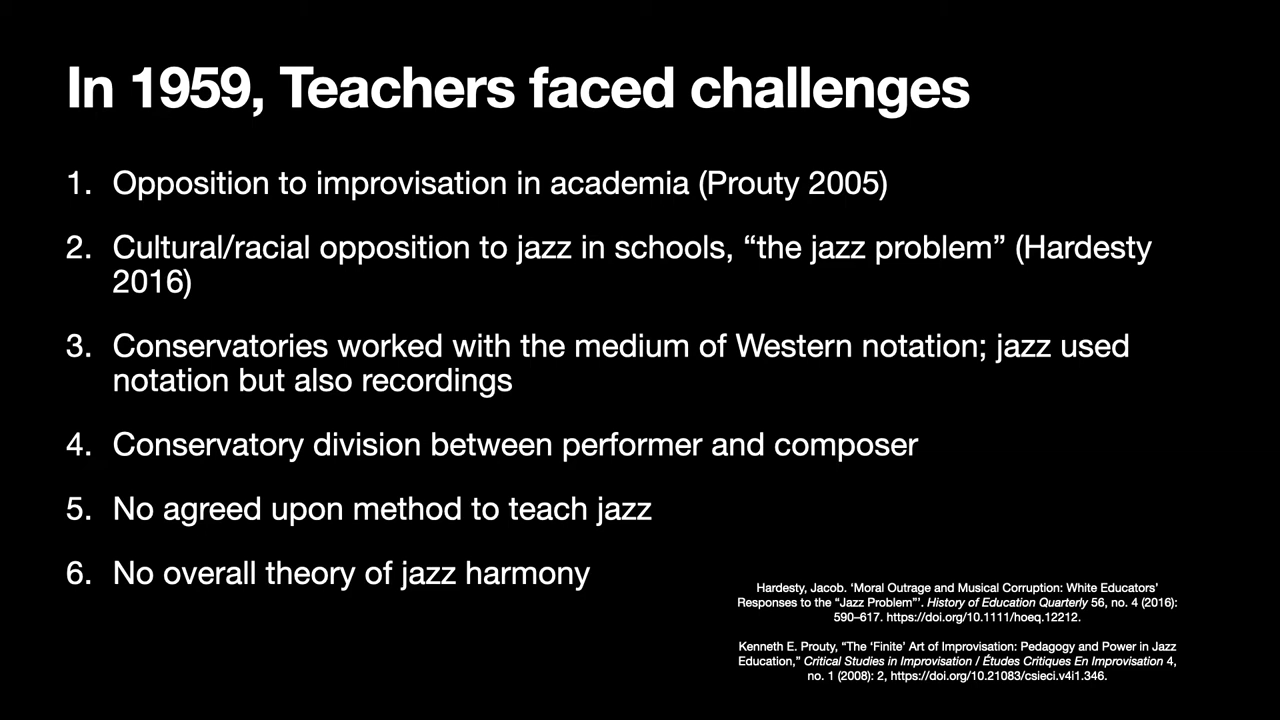 In 1959, Teachers faced challenges
1. Opposition to improvisation in academia (Prouty 2005)
2. Cultural/racial opposition to jazz in schools, “the jazz problem” (Hardesty
2016)
3. Conservatories worked with the medium of Western notation; jazz used
notation but also recordings
4. Conservatory division between performer and composer
5. No agreed upon method to teach jazz
6. No overall theory of jazz harmony
Hardesty, Jacob. ‘Moral Outrage and Musical Corruption: White Educators’
Responses to the “Jazz Problem”’. History of Education Quarterly 56, no. 4 (2016):
590–617. https://doi.org/10.1111/hoeq.12212.
Kenneth E. Prouty, “The ‘Finite’ Art of Improvisation: Pedagogy and Power in Jazz
Education,” Critical Studies in Improvisation / Études Critiques En Improvisation 4,
no. 1 (2008): 2, https://doi.org/10.21083/csieci.v4i1.346.